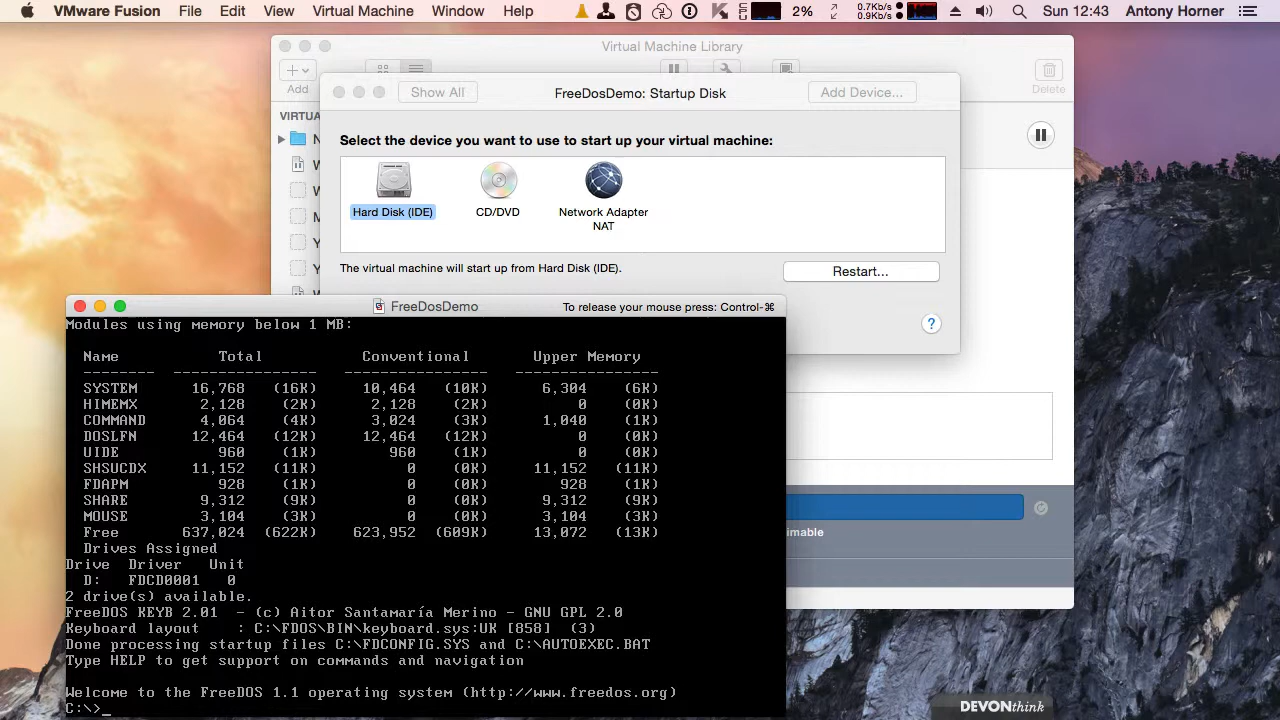 VMware Fusion File Edit View Virtual Machine Window Help 2% 0.7Kb/s 0.9Kb/s Sun 12:43 Antony Horner
Virtual Machine Library
Add
Delete
Show All
FreeDosDemo: Startup Disk
Add Device...
VIRTUA
Select the device you want to use to start up your virtual machine:
Hard Disk (IDE)
CD/DVD
Network Adapter
NAT
The virtual machine will start up from Hard Disk (IDE).
Restart...
?
FreeDosDemo
To release your mouse press: Control-⌘
Modules using memory below 1 MB:
Name Total Conventional Upper Memory
-------- ---------------- ---------------- ----------------
SYSTEM 16,768 (16K) 10,464 (10K) 6,304 (6K)
HIMEMX 2,128 (2K) 2,128 (2K) 0 (0K)
COMMAND 4,064 (4K) 3,024 (3K) 1,040 (1K)
DOSLFN 12,464 (12K) 12,464 (12K) 0 (0K)
UIDE 960 (1K) 960 (1K) 0 (0K)
SHSUCDX 11,152 (11K) 0 (0K) 11,152 (11K)
FDAPM 928 (1K) 0 (0K) 928 (1K)
SHARE 9,312 (9K) 0 (0K) 9,312 (9K)
MOUSE 3,104 (3K) 0 (0K) 3,104 (3K)
Free 637,024 (622K) 623,952 (609K) 13,072 (13K)
Drives Assigned
Drive Driver Unit
D: FDCD0001 0
2 drive(s) available.
FreeDOS KEYB 2.01 - (c) Aitor Santamaría Merino - GNU GPL 2.0
Keyboard layout : C:\FDOS\BIN\keyboard.sys:UK [858] (3)
Done processing startup files C:\FDCONFIG.SYS and C:\AUTOEXEC.BAT
Type HELP to get support on commands and navigation
Welcome to the FreeDOS 1.1 operating system (http://www.freedos.org)
C:\>_
imable
DEVONthink